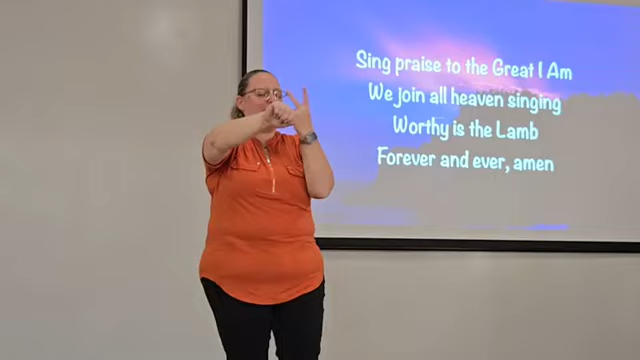 Sing praise to the Great I Am
We join all heaven singing
Worthy is the Lamb
Forever and ever, amen